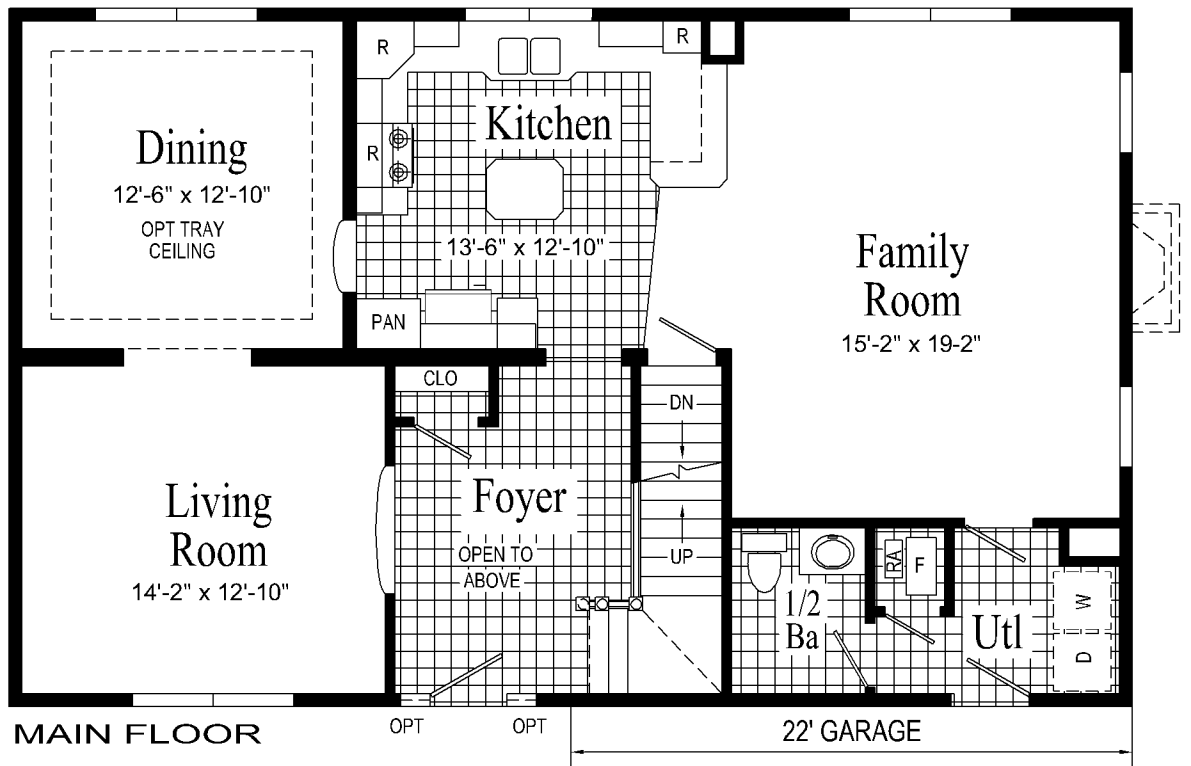 Dining
12'-6" x 12'-10"
OPT TRAY
CEILING
R
R
R
Kitchen
13'-6" x 12'-10"
PAN
Family
Room
15'-2" x 19'-2"
CLO
DN
UP
Living
Room
14'-2" x 12'-10"
Foyer
OPEN TO
ABOVE
1/2
Ba
RA
F
Utl
W
D
OPT
OPT
MAIN FLOOR
22' GARAGE